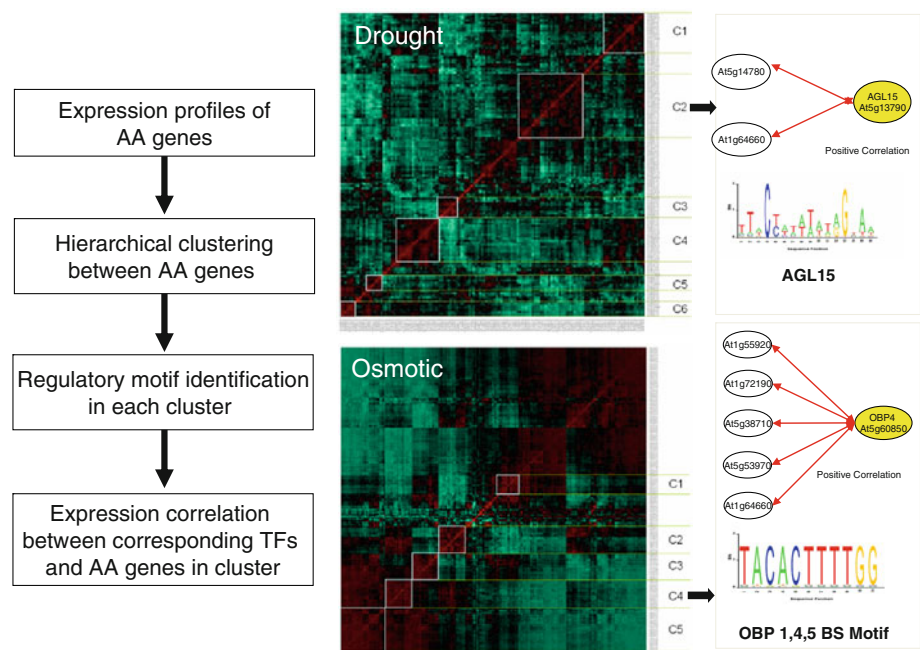 Expression profiles of
AA genes
Hierarchical clustering
between AA genes
Regulatory motif identification
in each cluster
Expression correlation
between corresponding TFs
and AA genes in cluster
Drought
C1
C2
C3
C4
C5
C6
Osmotic
C1
C2
C3
C4
C5
At5g14780
At1g64660
AGL15
At5g13790
Positive Correlation
AGL15
At1g55920
At1g72190
At5g38710
At5g53970
At1g64660
OBP4
At5g60850
Positive Correlation
TACACTTTTGG
OBP 1,4,5 BS Motif